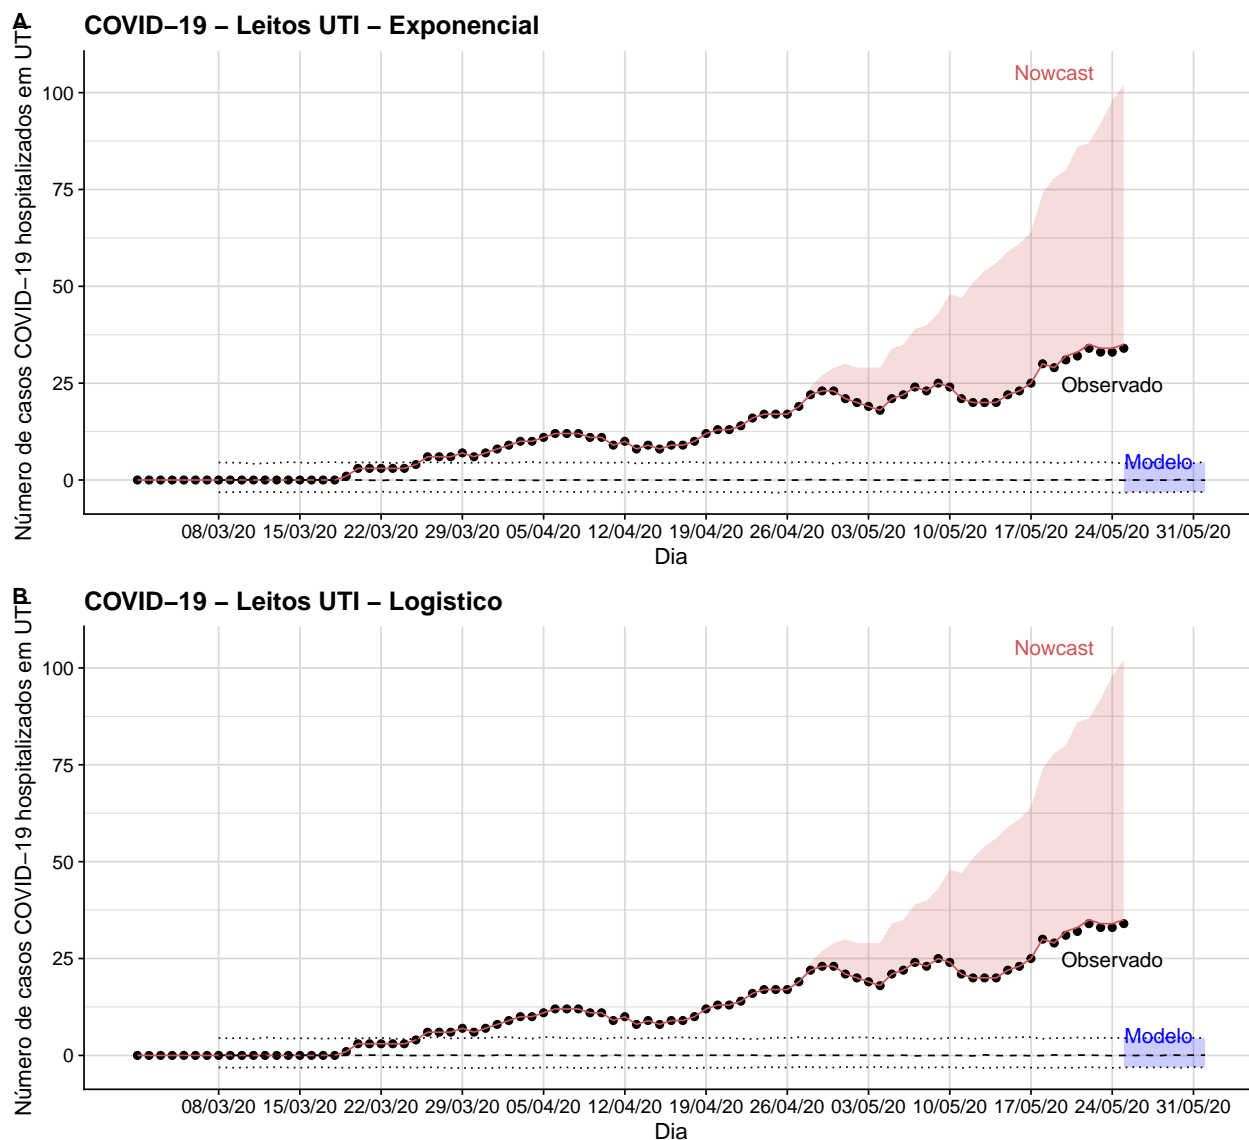 A
COVID−19 − Leitos UTI − Exponencial
Número de casos COVID−19 hospitalizados em UTI
100
75
50
25
0
Nowcast
Observado
Modelo
08/03/20 15/03/20 22/03/20 29/03/20 05/04/20 12/04/20 19/04/20 26/04/20 03/05/20 10/05/20 17/05/20 24/05/20 31/05/20
Dia
B
COVID−19 − Leitos UTI − Logistico
Número de casos COVID−19 hospitalizados em UTI
100
75
50
25
0
Nowcast
Observado
Modelo
08/03/20 15/03/20 22/03/20 29/03/20 05/04/20 12/04/20 19/04/20 26/04/20 03/05/20 10/05/20 17/05/20 24/05/20 31/05/20
Dia